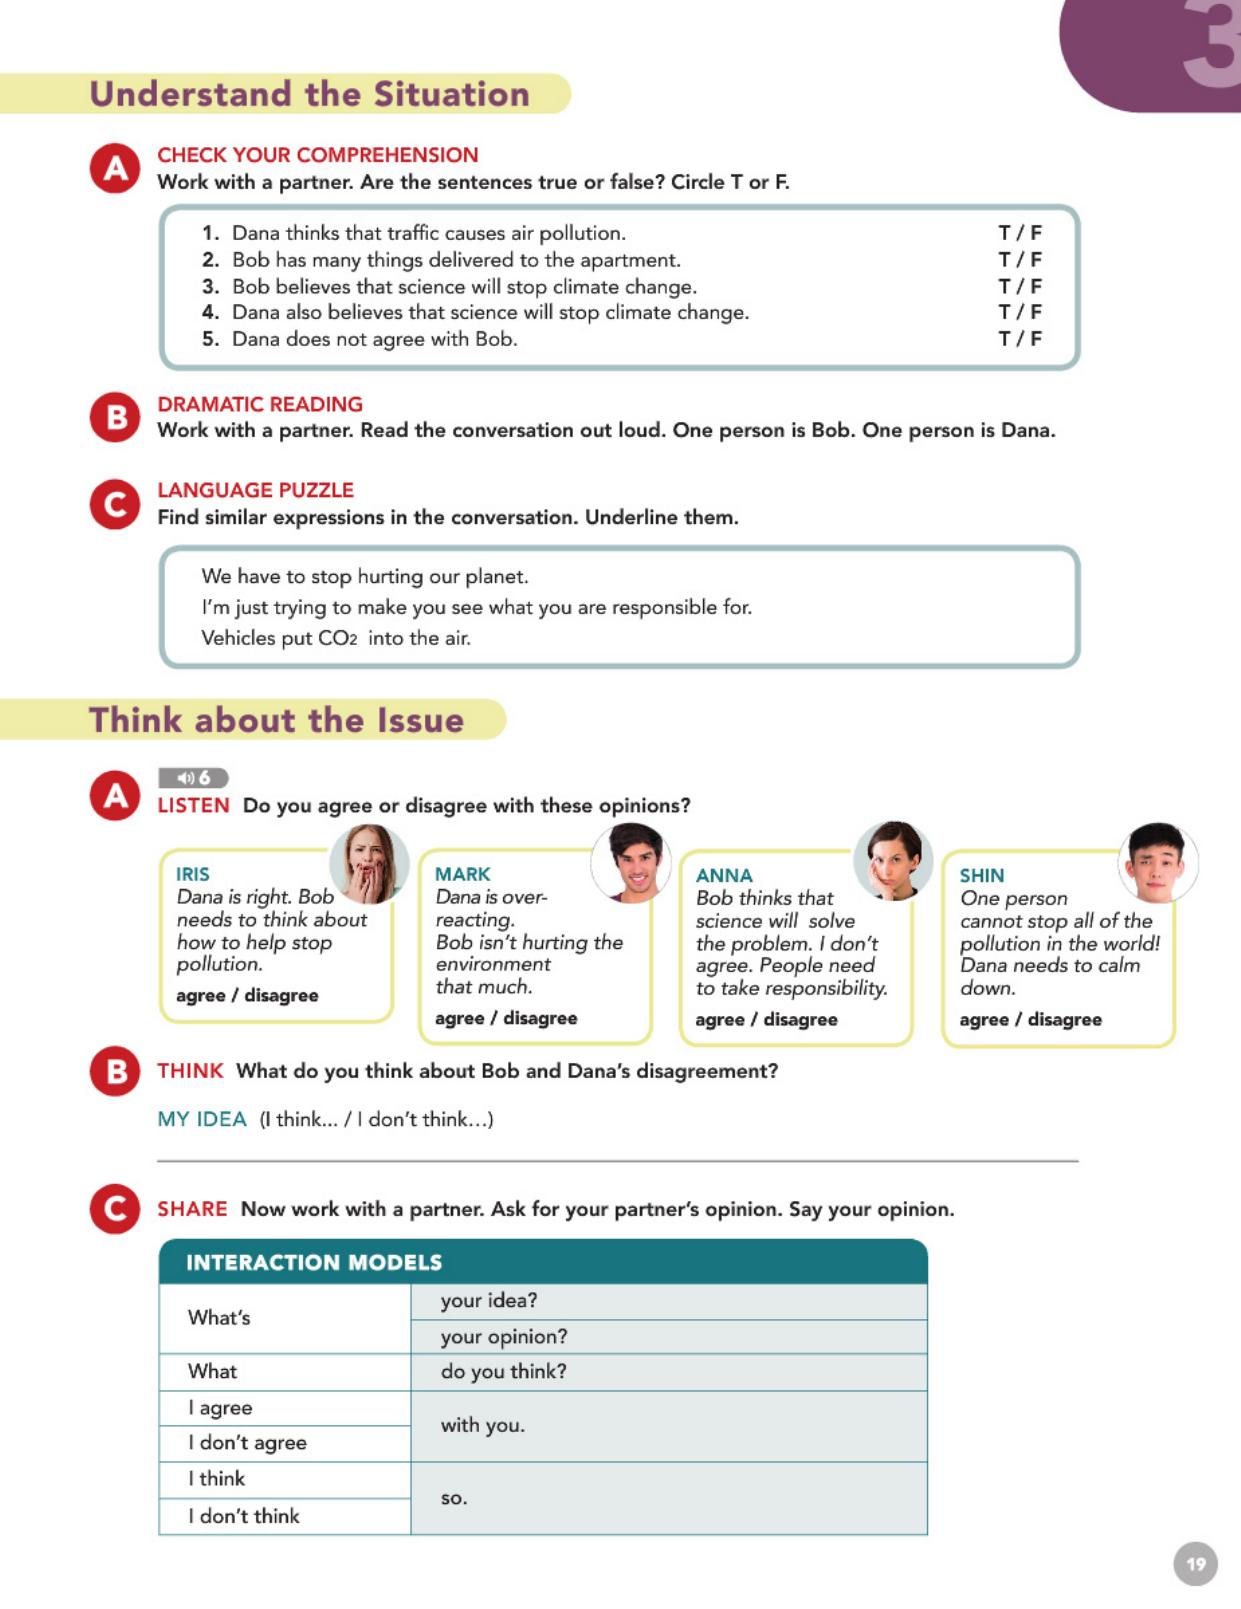 3
Understand the Situation
A
CHECK YOUR COMPREHENSION
Work with a partner. Are the sentences true or false? Circle T or F.
1. Dana thinks that traffic causes air pollution. T / F
2. Bob has many things delivered to the apartment. T / F
3. Bob believes that science will stop climate change. T / F
4. Dana also believes that science will stop climate change. T / F
5. Dana does not agree with Bob. T / F
B
DRAMATIC READING
Work with a partner. Read the conversation out loud. One person is Bob. One person is Dana.
C
LANGUAGE PUZZLE
Find similar expressions in the conversation. Underline them.
We have to stop hurting our planet.
I'm just trying to make you see what you are responsible for.
Vehicles put CO2 into the air.
Think about the Issue
A
6
LISTEN Do you agree or disagree with these opinions?
IRIS
Dana is right. Bob
needs to think about
how to help stop
pollution.
agree / disagree
MARK
Dana is over-
reacting.
Bob isn't hurting the
environment
that much.
agree / disagree
ANNA
Bob thinks that
science will solve
the problem. I don't
agree. People need
to take responsibility.
agree / disagree
SHIN
One person
cannot stop all of the
pollution in the world!
Dana needs to calm
down.
agree / disagree
B
THINK What do you think about Bob and Dana's disagreement?
MY IDEA (I think... / I don't think...)
C
SHARE Now work with a partner. Ask for your partner's opinion. Say your opinion.
INTERACTION MODELS
What's
your idea?
your opinion?
What
do you think?
I agree
I don't agree
with you.
I think
I don't think
so.
19